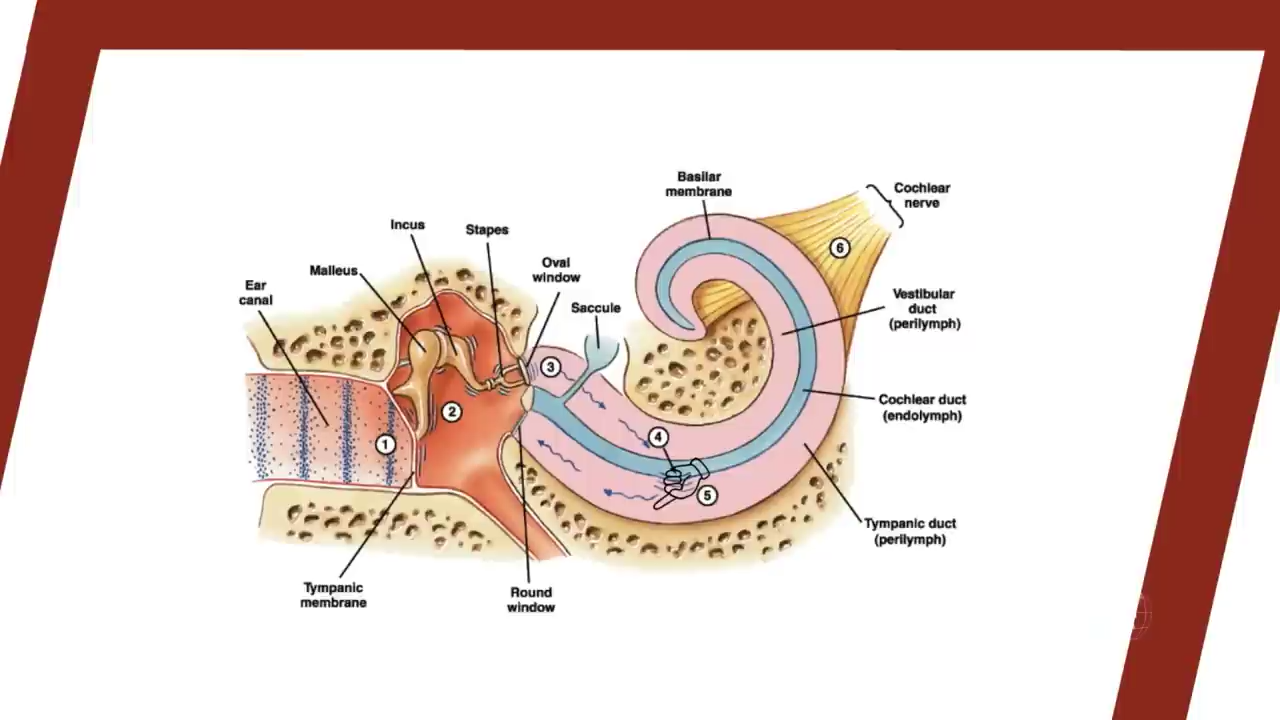 Basilar
membrane
Cochlear
nerve
Incus
Stapes
6
Oval
window
Malleus
Ear
canal
Saccule
Vestibular
duct
(perilymph)
3
2
Cochlear duct
(endolymph)
1
4
5
Tympanic duct
(perilymph)
Tympanic
membrane
Round
window